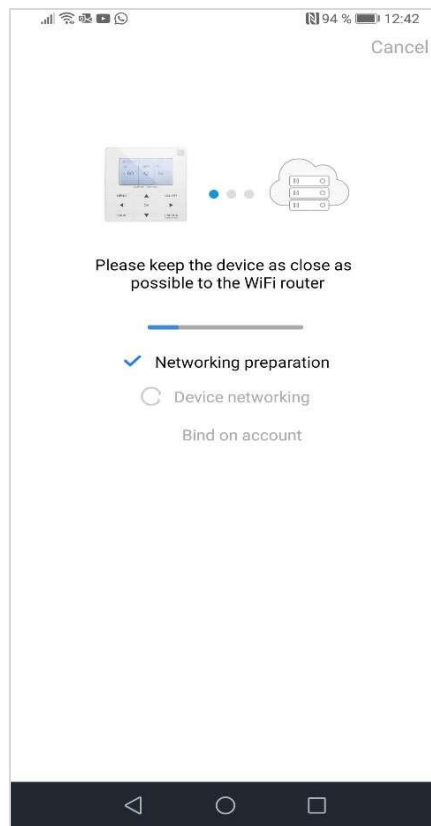 94 % 12:42
Cancel
Please keep the device as close as
possible to the WiFi router
Networking preparation
Device networking
Bind on account